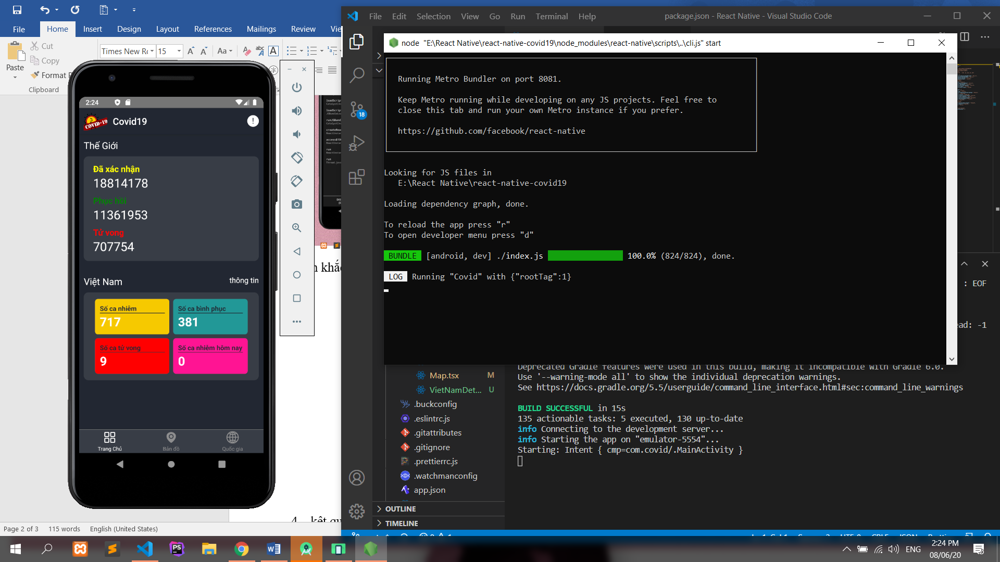 File
Home
Insert
Design
Layout
References
Mailings
Review
Cut
Copy
Paste
Format
Clipboard
Times New Ro
15
Aa
2:24
COVID-19
Covid19
Thế Giới
Đã xác nhận
18814178
Phục hồi
11361953
Tử vong
707754
Việt Nam
thông tin
Số ca nhiễm
717
Số ca bình phục
381
Số ca tử vong
9
Số ca nhiễm hôm nay
0
Trang Chủ
Bản đồ
Quốc gia
Page 2 of 3
115 words
English (United States)
File Edit Selection View Go Run Terminal Help
package.json - React Native - Visual Studio Code
18
node "E:\React Native\react-native-covid19\node_modules\react-native\scripts\..\cli.js" start
Running Metro Bundler on port 8081.
Keep Metro running while developing on any JS projects. Feel free to
close this tab and run your own Metro instance if you prefer.
https://github.com/facebook/react-native
Looking for JS files in
E:\React Native\react-native-covid19
Loading dependency graph, done.
To reload the app press "r"
To open developer menu press "d"
BUNDLE [android, dev] ./index.js 100.0% (824/824), done.
LOG Running "Covid" with {"rootTag":1}
: EOF
ead: -1
Map.tsx M
VietNamDet... U
.buckconfig
.eslintrc.js
.gitattributes
.gitignore
.prettierrc.js
.watchmanconfig
app.json
OUTLINE
TIMELINE
Deprecated Gradle features were used in this build, making it incompatible with Gradle 6.0.
Use '--warning-mode all' to show the individual deprecation warnings.
See https://docs.gradle.org/5.5/userguide/command_line_interface.html#sec:command_line_warnings
BUILD SUCCESSFUL in 15s
135 actionable tasks: 5 executed, 130 up-to-date
info Connecting to the development server...
info Starting the app on "emulator-5554"...
Starting: Intent { cmp=com.covid/.MainActivity }
ENG
2:24 PM
08/06/20